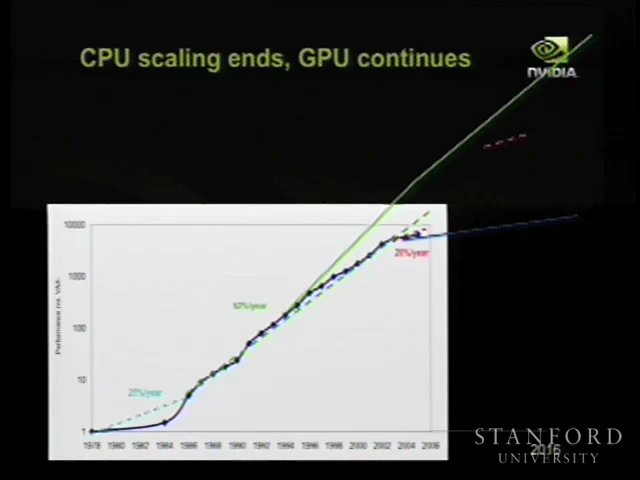 CPU scaling ends, GPU continues
NVIDIA
10000
1000
100
10
1
Performance (vs. VAX)
25%/year
52%/year
20%/year
1978 1980 1982 1984 1986 1988 1990 1992 1994 1996 1998 2000 2002 2004 2006
2016
STANFORD
UNIVERSITY